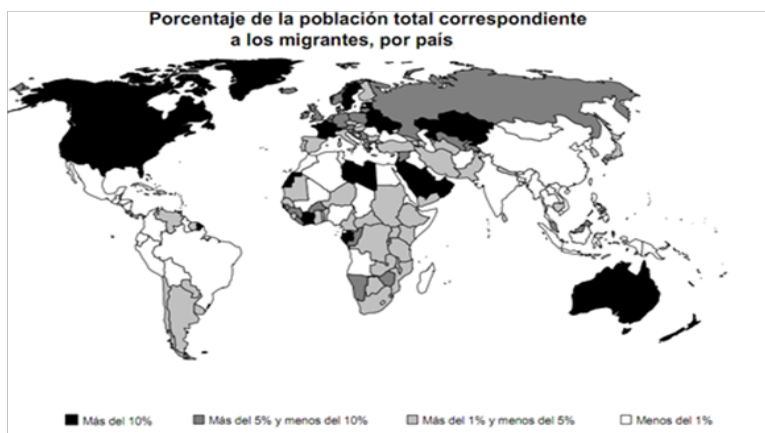 Porcentaje de la población total correspondiente
a los migrantes, por país
Más del 10% Más del 5% y menos del 10% Más del 1% y menos del 5% Menos del 1%